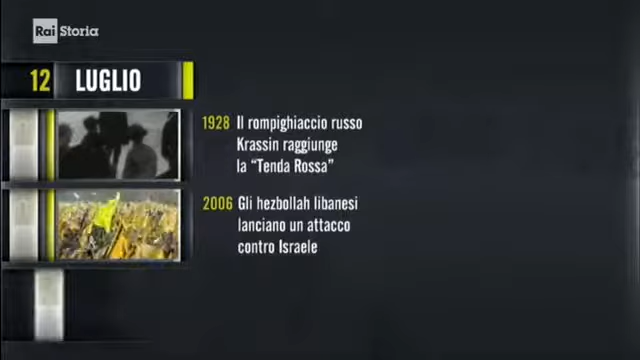 Rai Storia
12 LUGLIO
1928 Il rompighiaccio russo
Krassin raggiunge
la “Tenda Rossa”
2006 Gli hezbollah libanesi
lanciano un attacco
contro Israele